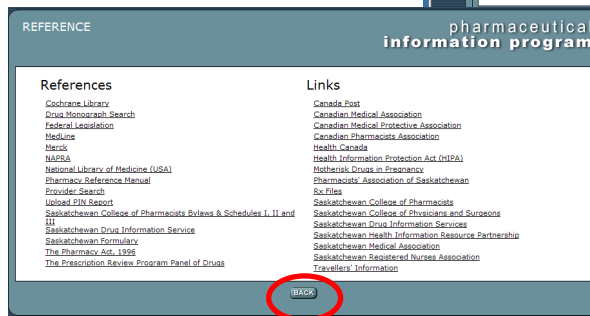 REFERENCE
pharmaceutical
information program
References
Cochrane Library
Drug Monograph Search
Federal Legislation
MedLine
Merck
NAPRA
National Library of Medicine (USA)
Pharmacy Reference Manual
Provider Search
Upload PIN Report
Saskatchewan College of Pharmacists Bylaws & Schedules I, II and
III
Saskatchewan Drug Information Service
Saskatchewan Formulary
The Pharmacy Act, 1996
The Prescription Review Program Panel of Drugs
Links
Canada Post
Canadian Medical Association
Canadian Medical Protective Association
Canadian Pharmacists Association
Health Canada
Health Information Protection Act (HIPA)
Motherisk Drugs in Pregnancy
Pharmacists' Association of Saskatchewan
Rx Files
Saskatchewan College of Pharmacists
Saskatchewan College of Physicians and Surgeons
Saskatchewan Drug Information Services
Saskatchewan Health Information Resource Partnership
Saskatchewan Medical Association
Saskatchewan Registered Nurses Association
Travellers' Information
BACK